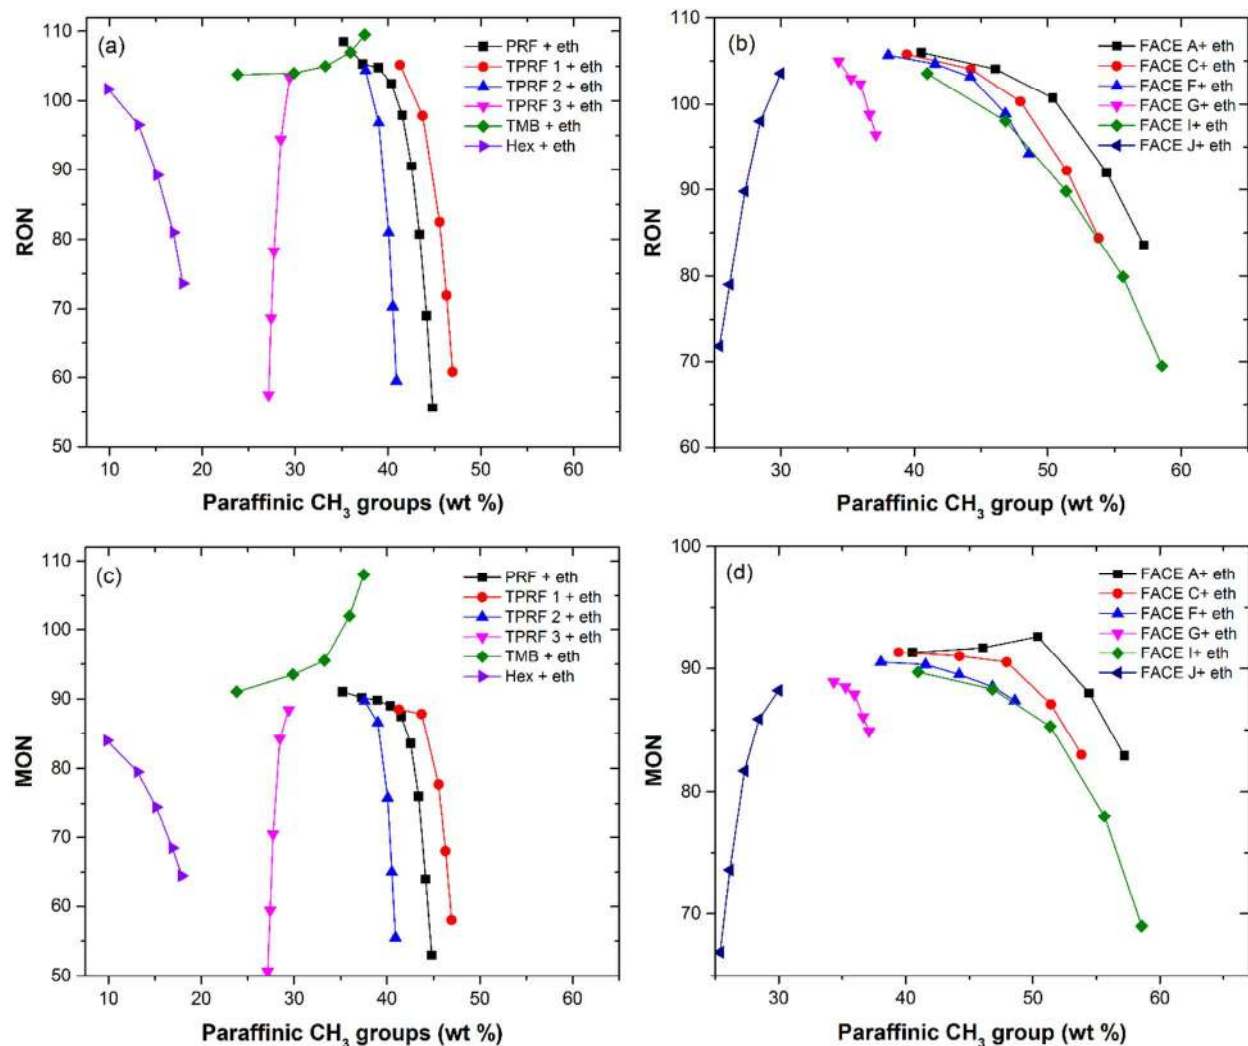 (a)
PRF + eth
TPRF 1 + eth
TPRF 2 + eth
TPRF 3 + eth
TMB + eth
Hex + eth
110
100
90
80
70
60
50
RON
10 20 30 40 50 60
Paraffinic CH₃ groups (wt %)
(b)
FACE A+ eth
FACE C+ eth
FACE F+ eth
FACE G+ eth
FACE I+ eth
FACE J+ eth
110
100
90
80
70
60
RON
30 40 50 60
Paraffinic CH₃ group (wt %)
(c)
PRF + eth
TPRF 1 + eth
TPRF 2 + eth
TPRF 3 + eth
TMB + eth
Hex + eth
110
100
90
80
70
60
50
MON
10 20 30 40 50 60
Paraffinic CH₃ groups (wt %)
(d)
FACE A+ eth
FACE C+ eth
FACE F+ eth
FACE G+ eth
FACE I+ eth
FACE J+ eth
100
90
80
70
MON
30 40 50 60
Paraffinic CH₃ group (wt %)